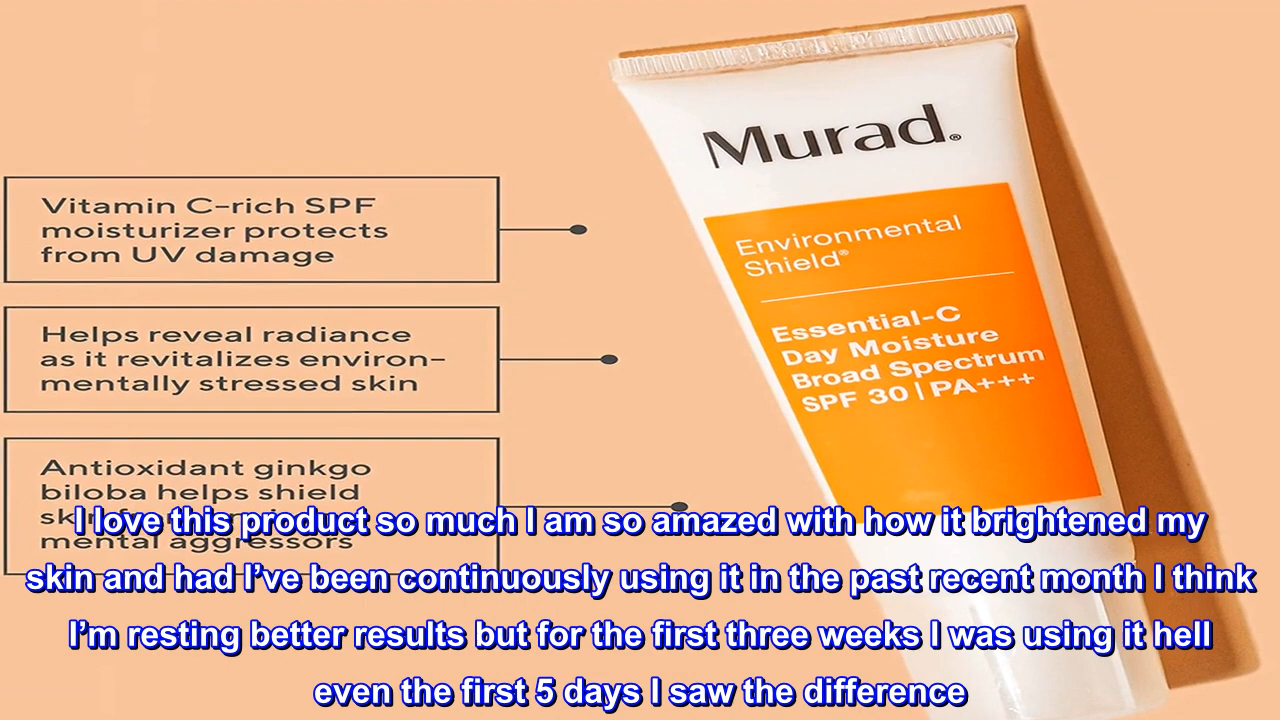 Vitamin C-rich SPF
moisturizer protects
from UV damage
Helps reveal radiance
as it revitalizes environ-
mentally stressed skin
Antioxidant ginkgo
biloba helps shield
mental aggressors
Murad.®
Environmental
Shield®
Essential-C
Day Moisture
Broad Spectrum
SPF 30 | PA+++
I love this product so much I am so amazed with how it brightened my
skin and had I’ve been continuously using it in the past recent month I think
I’m resting better results but for the first three weeks I was using it hell
even the first 5 days I saw the difference